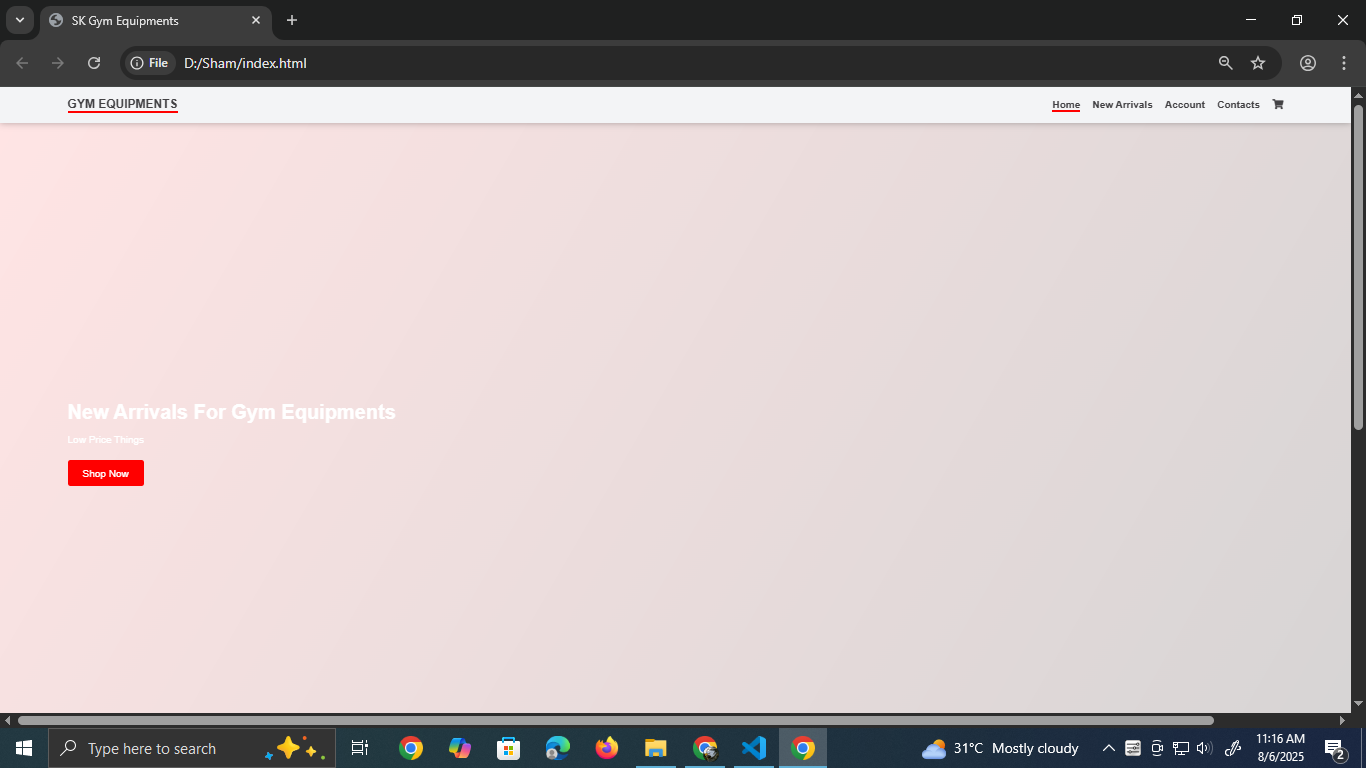 SK Gym Equipments
File D:/Sham/index.html
GYM EQUIPMENTS Home New Arrivals Account Contacts
New Arrivals For Gym Equipments
Low Price Things
Shop Now
Type here to search 31°C Mostly cloudy 11:16 AM
8/6/2025 2